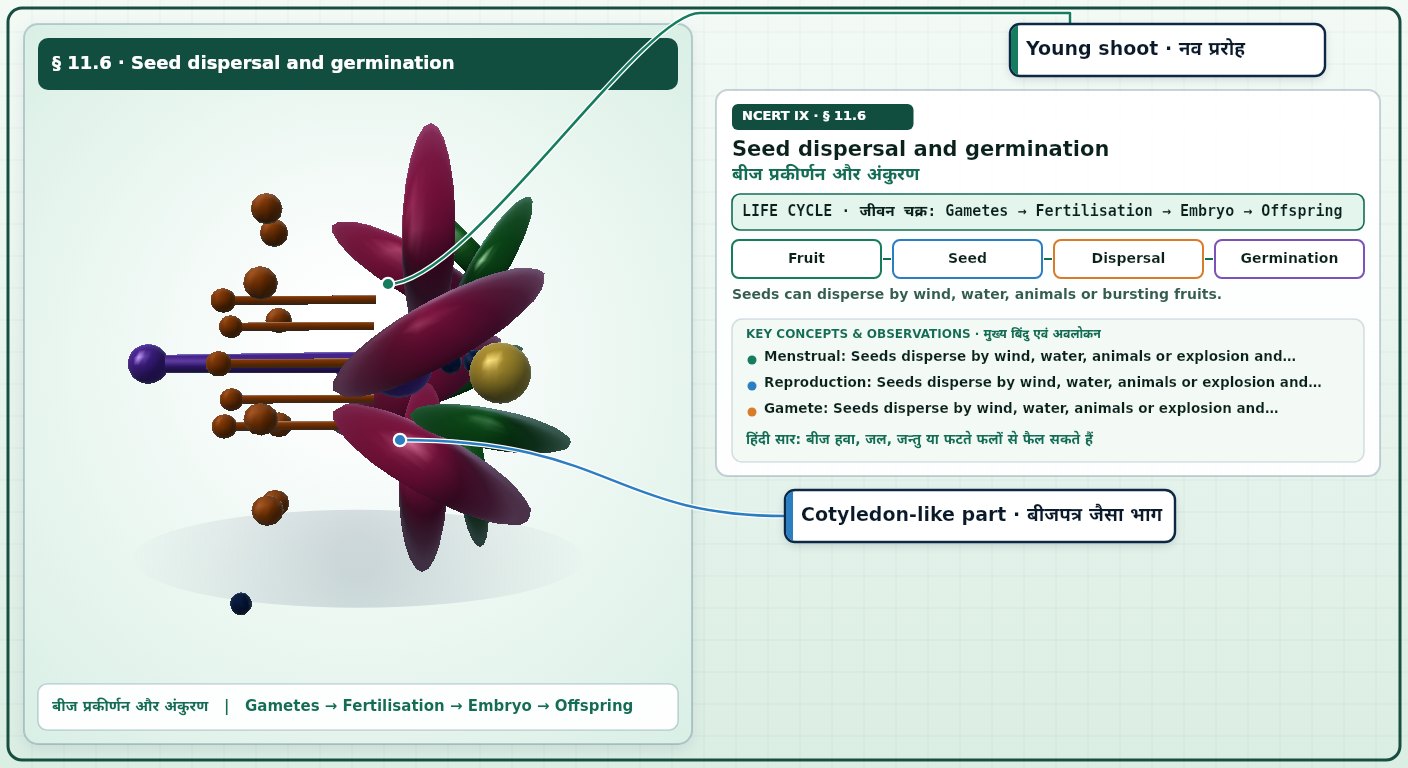 § 11.6 · Seed dispersal and germination
Young shoot · नव प्ररोह
NCERT IX · § 11.6
Seed dispersal and germination
बीज प्रकीर्णन और अंकुरण
LIFE CYCLE · जीवन चक्र: Gametes → Fertilisation → Embryo → Offspring
Fruit
Seed
Dispersal
Germination
Seeds can disperse by wind, water, animals or bursting fruits.
KEY CONCEPTS & OBSERVATIONS · मुख्य बिंदु एवं अवलोकन
Menstrual: Seeds disperse by wind, water, animals or explosion and…
Reproduction: Seeds disperse by wind, water, animals or explosion and…
Gamete: Seeds disperse by wind, water, animals or explosion and…
हिंदी सार: बीज हवा, जल, जन्तु या फटते फलों से फैल सकते हैं
Cotyledon-like part · बीजपत्र जैसा भाग
बीज प्रकीर्णन और अंकुरण | Gametes → Fertilisation → Embryo → Offspring